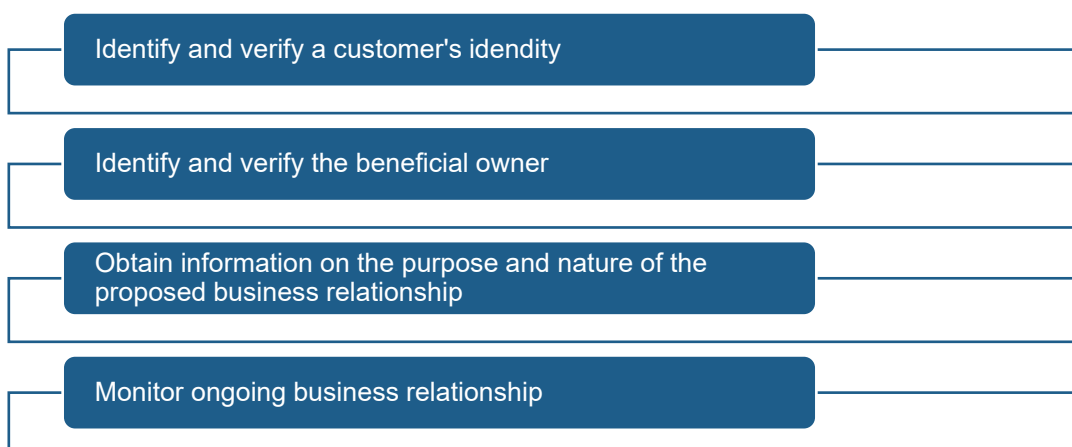 Identify and verify a customer's idendity
Identify and verify the beneficial owner
Obtain information on the purpose and nature of the
proposed business relationship
Monitor ongoing business relationship